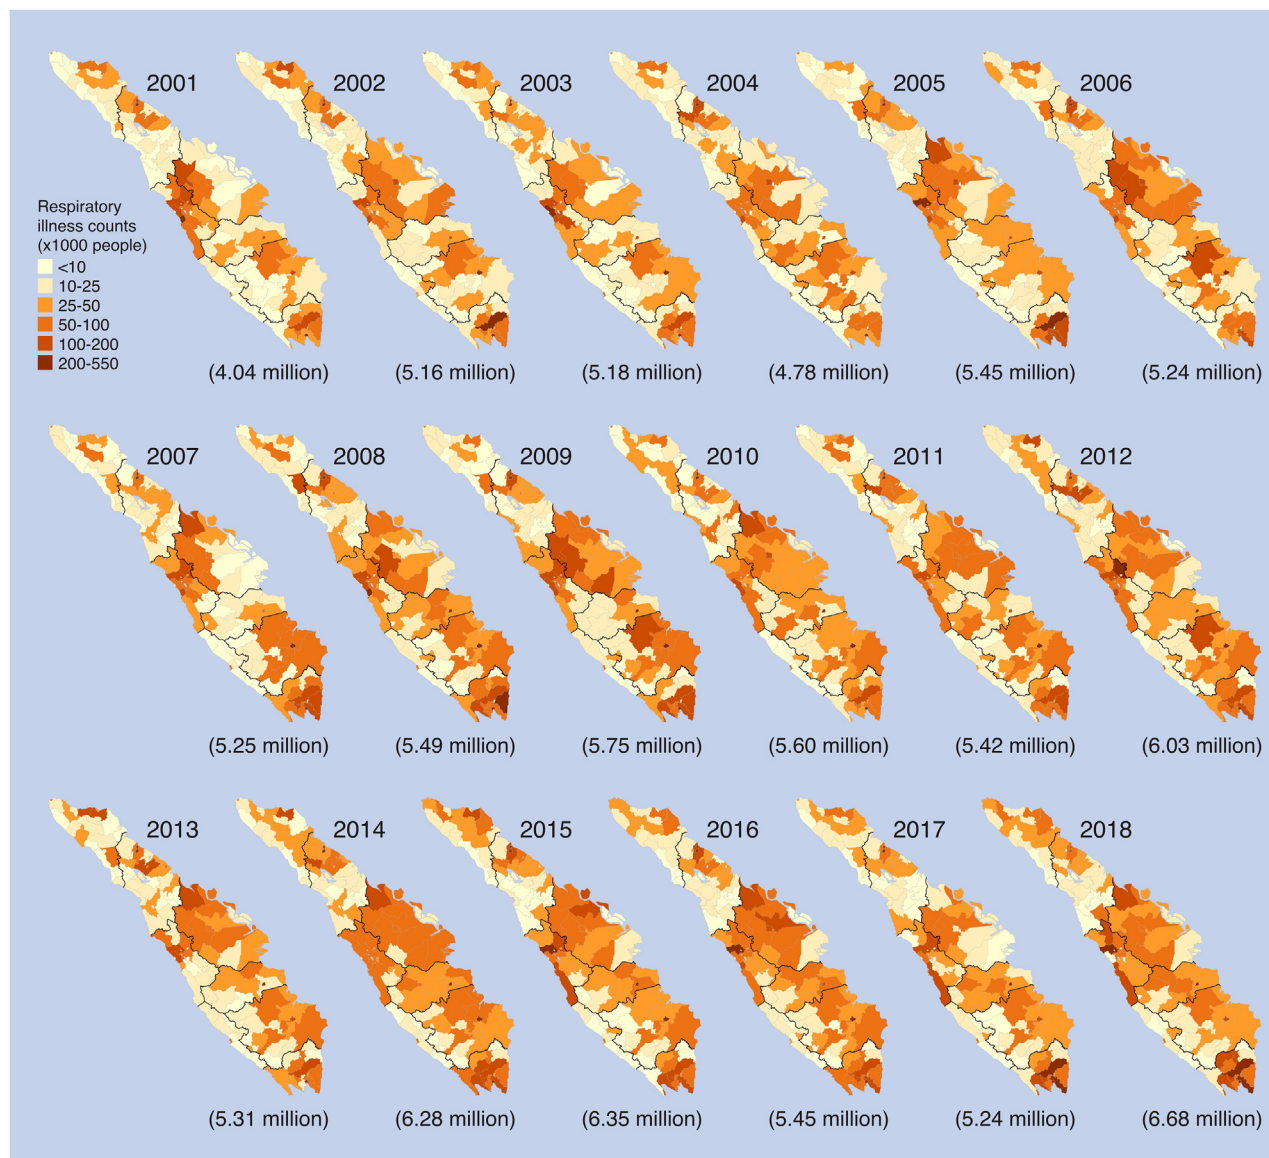 2001
2002
2003
2004
2005
2006
Respiratory
illness counts
(x1000 people)
<10
10-25
25-50
50-100
100-200
200-550
(4.04 million)
(5.16 million)
(5.18 million)
(4.78 million)
(5.45 million)
(5.24 million)
2007
2008
2009
2010
2011
2012
(5.25 million)
(5.49 million)
(5.75 million)
(5.60 million)
(5.42 million)
(6.03 million)
2013
2014
2015
2016
2017
2018
(5.31 million)
(6.28 million)
(6.35 million)
(5.45 million)
(5.24 million)
(6.68 million)